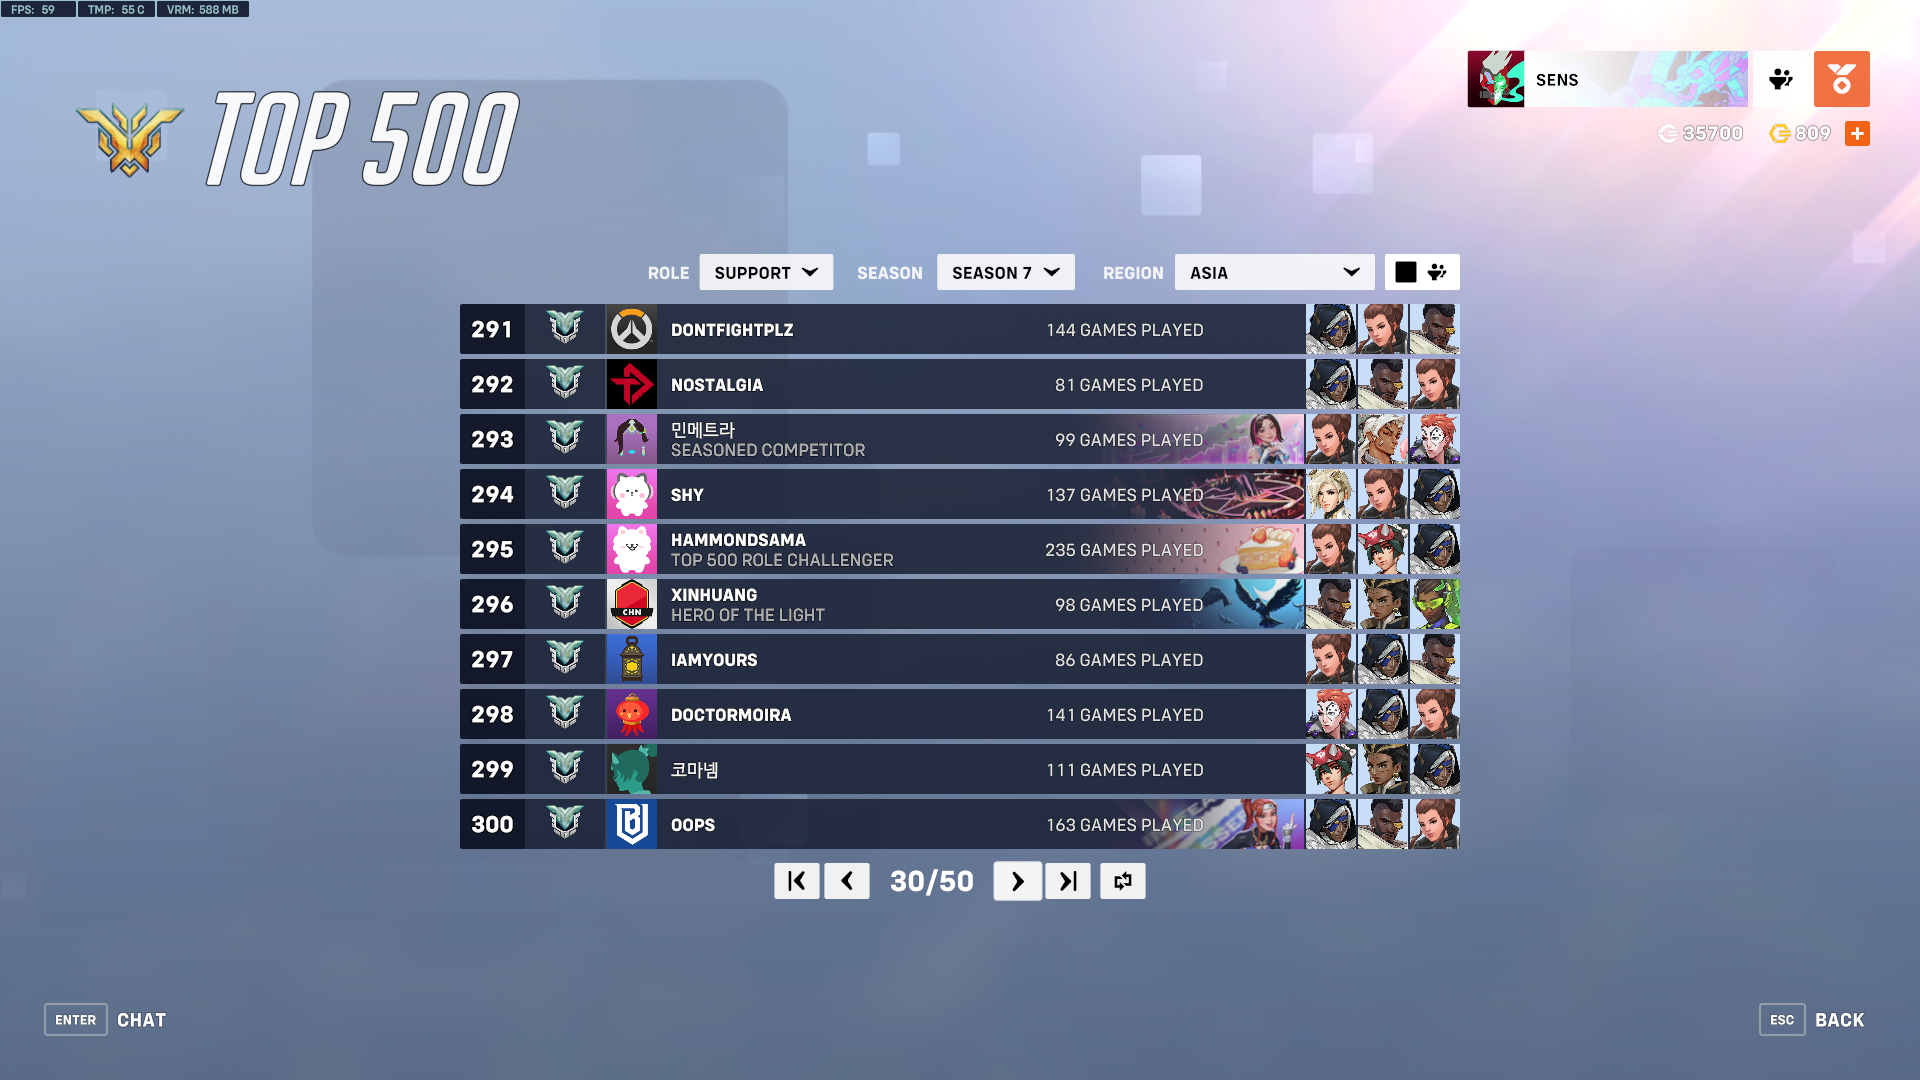 FPS: 59 TMP: 55 C VRM: 588 MB
TOP 500
SENS
35700 809
ROLE SUPPORT SEASON SEASON 7 REGION ASIA
291 DONTFIGHTPLZ 144 GAMES PLAYED
292 NOSTALGIA 81 GAMES PLAYED
293 민메트라 99 GAMES PLAYED
SEASONED COMPETITOR
294 SHY 137 GAMES PLAYED
295 HAMMONDSAMA 235 GAMES PLAYED
TOP 500 ROLE CHALLENGER
296 CHN XINHUANG 98 GAMES PLAYED
HERO OF THE LIGHT
297 IAMYOURS 86 GAMES PLAYED
298 DOCTORMOIRA 141 GAMES PLAYED
299 코마넴 111 GAMES PLAYED
300 OOPS 163 GAMES PLAYED
30/50
ENTER CHAT
ESC BACK